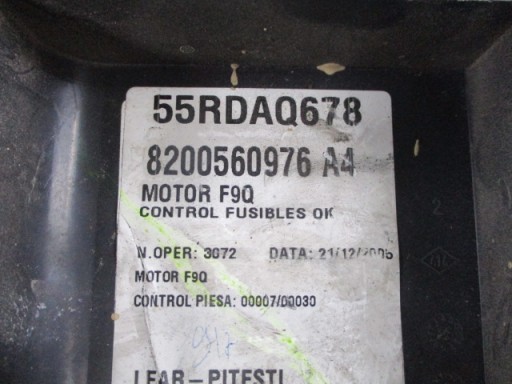 55RDAQ678
8200560976 A4
MOTOR F9Q
CONTROL FUSIBLES OK
N.OPER: 3072 DATA: 21/12/2006
MOTOR F9Q
CONTROL PIESA: 00007/00030
LEAR-PITESTI